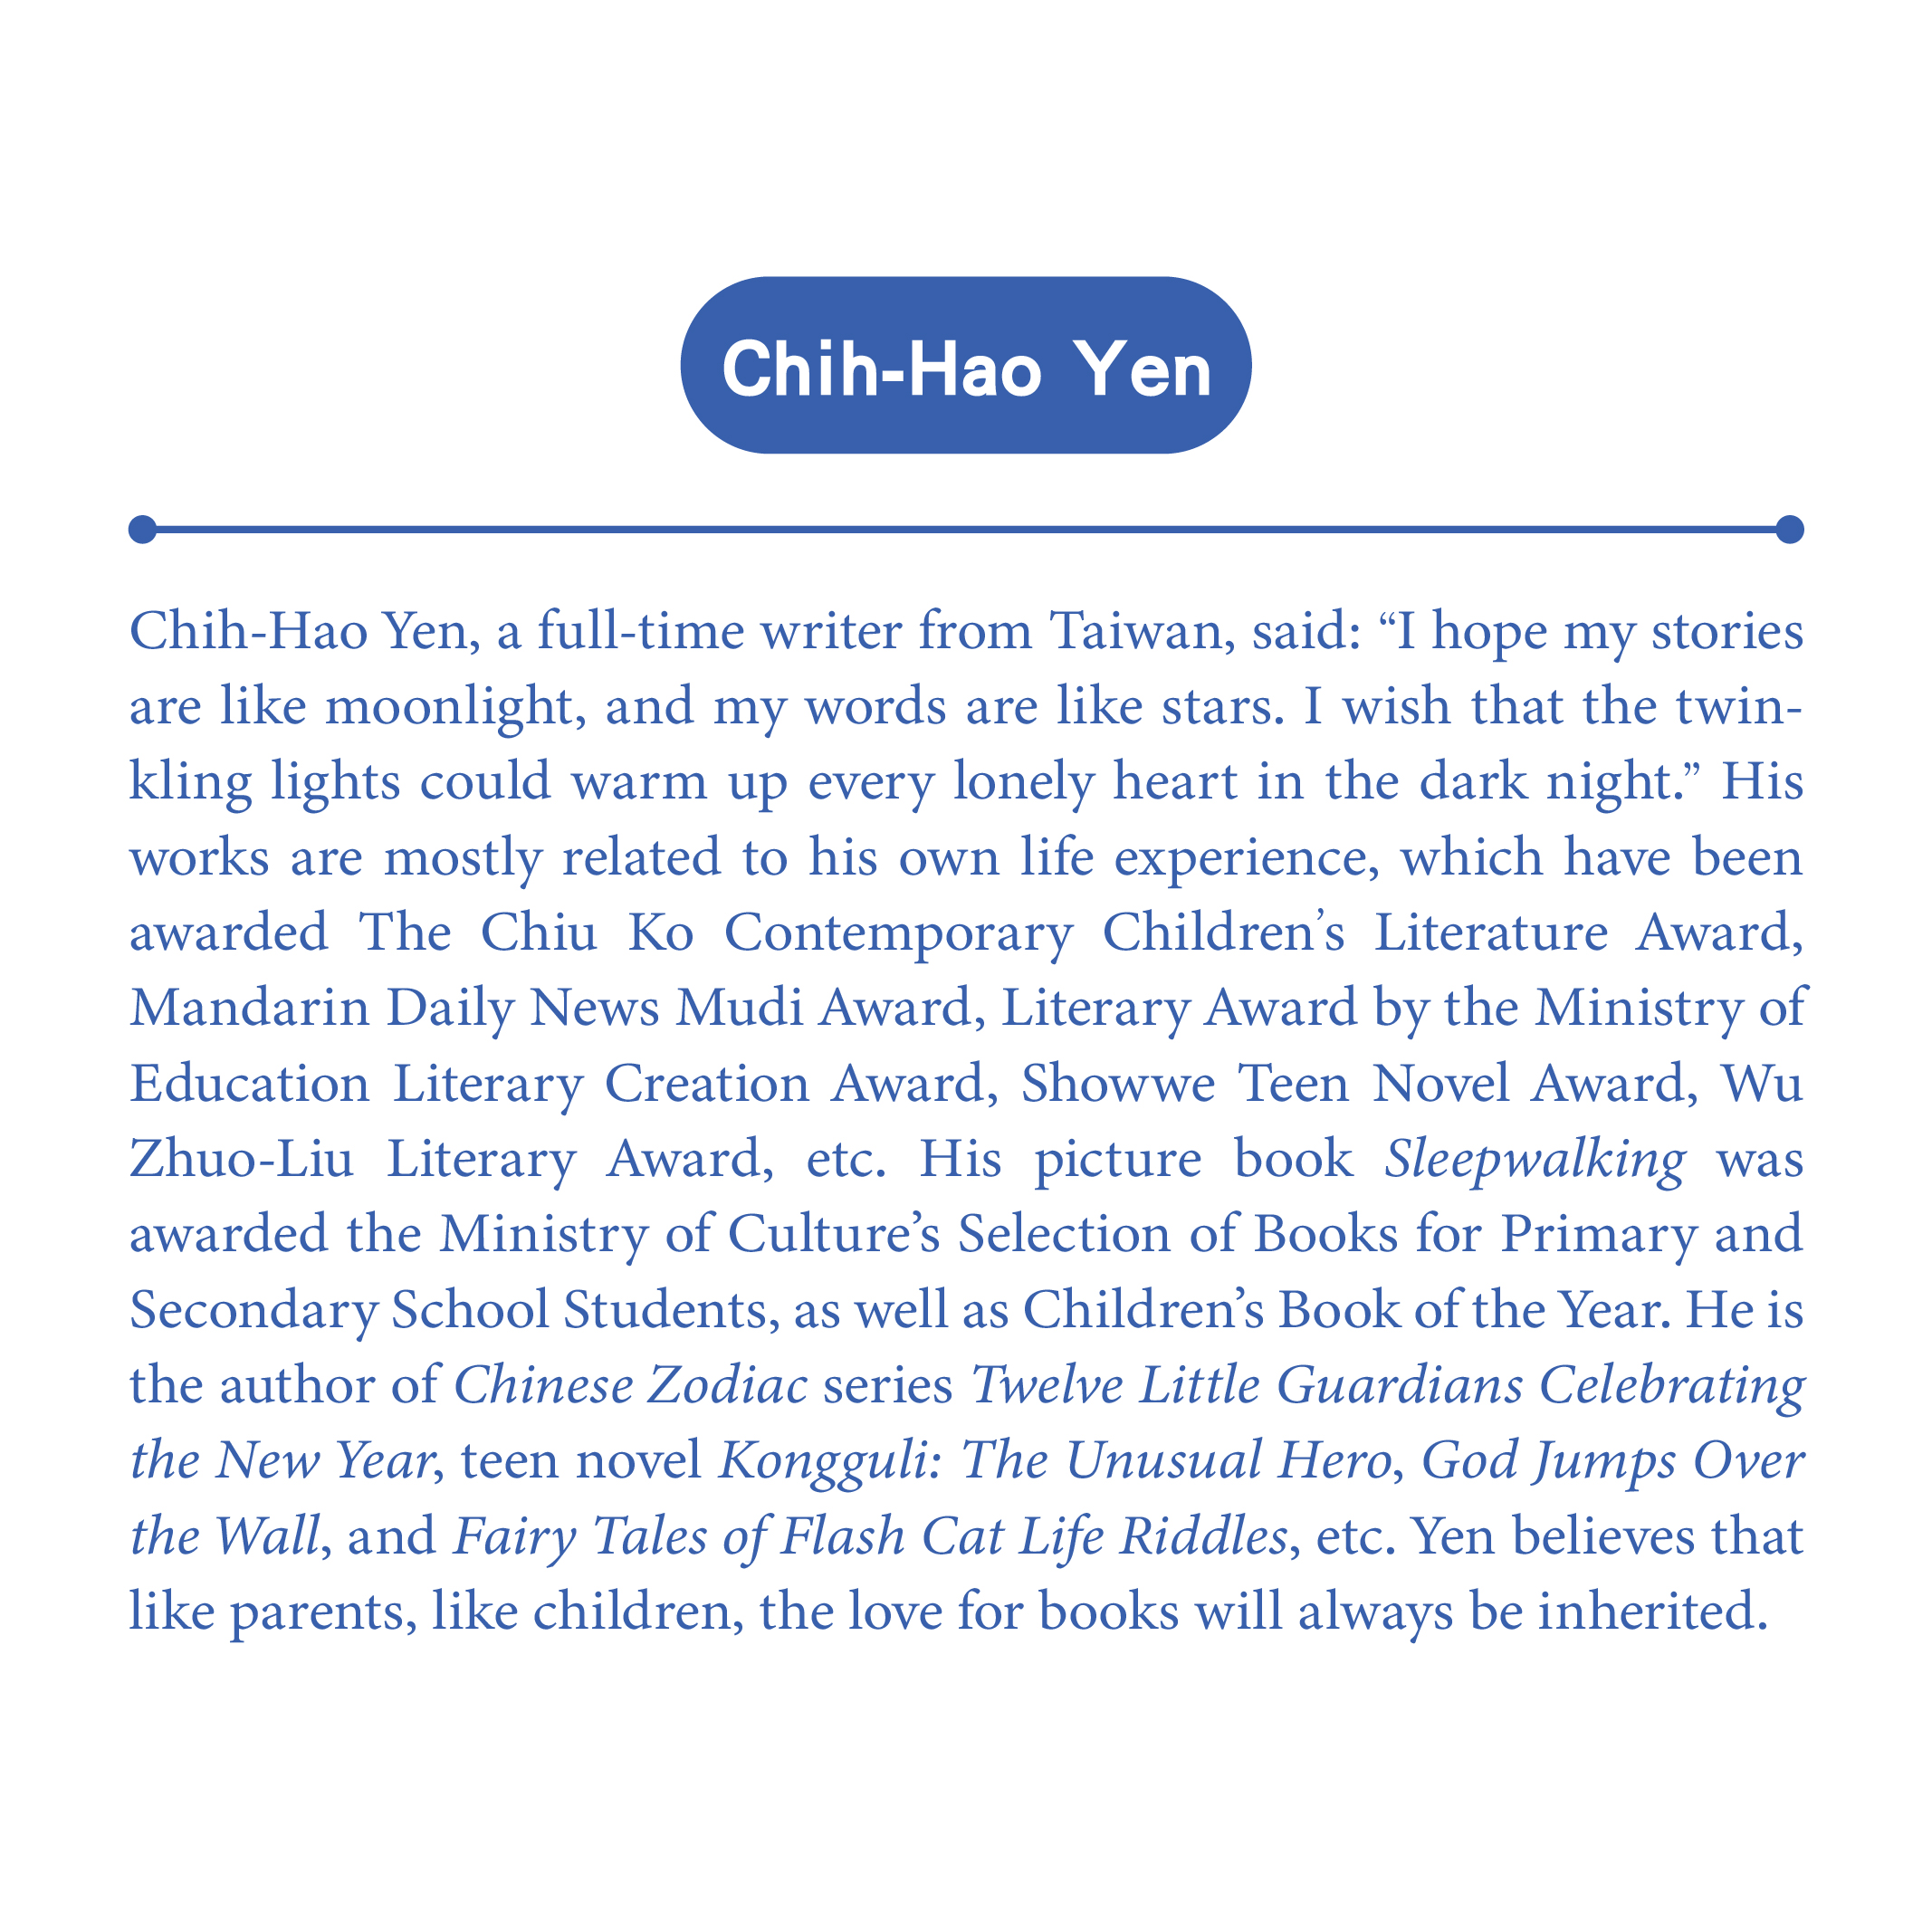 Chih-Hao Yen
Chih-Hao Yen, a full-time writer from Taiwan, said: “I hope my stories
are like moonlight, and my words are like stars. I wish that the twin-
kling lights could warm up every lonely heart in the dark night.” His
works are mostly related to his own life experience, which have been
awarded The Chiu Ko Contemporary Children’s Literature Award,
Mandarin Daily News Mudi Award, Literary Award by the Ministry of
Education Literary Creation Award, Showwe Teen Novel Award, Wu
Zhuo-Liu Literary Award, etc. His picture book Sleepwalking was
awarded the Ministry of Culture’s Selection of Books for Primary and
Secondary School Students, as well as Children’s Book of the Year. He is
the author of Chinese Zodiac series Twelve Little Guardians Celebrating
the New Year, teen novel Kongguli: The Unusual Hero, God Jumps Over
the Wall, and Fairy Tales of Flash Cat Life Riddles, etc. Yen believes that
like parents, like children, the love for books will always be inherited.